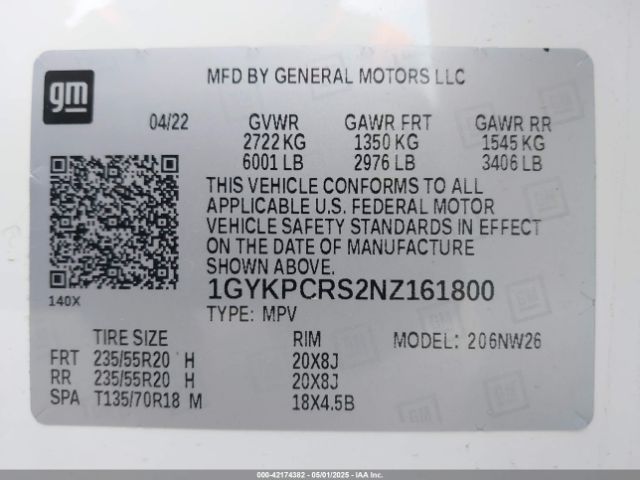 gm
MFD BY GENERAL MOTORS LLC
04/22 GVWR GAWR FRT GAWR RR
2722 KG 1350 KG 1545 KG
6001 LB 2976 LB 3406 LB
THIS VEHICLE CONFORMS TO ALL
APPLICABLE U.S. FEDERAL MOTOR
VEHICLE SAFETY STANDARDS IN EFFECT
ON THE DATE OF MANUFACTURE
SHOWN ABOVE
140X
1GYKPCRS2NZ161800
TYPE: MPV
TIRE SIZE RIM MODEL: 206NW26
FRT 235/55R20 H 20X8J
RR 235/55R20 H 20X8J
SPA T135/70R18 M 18X4.5B
000-42174382 - 05/01/2025 - IAA Inc.